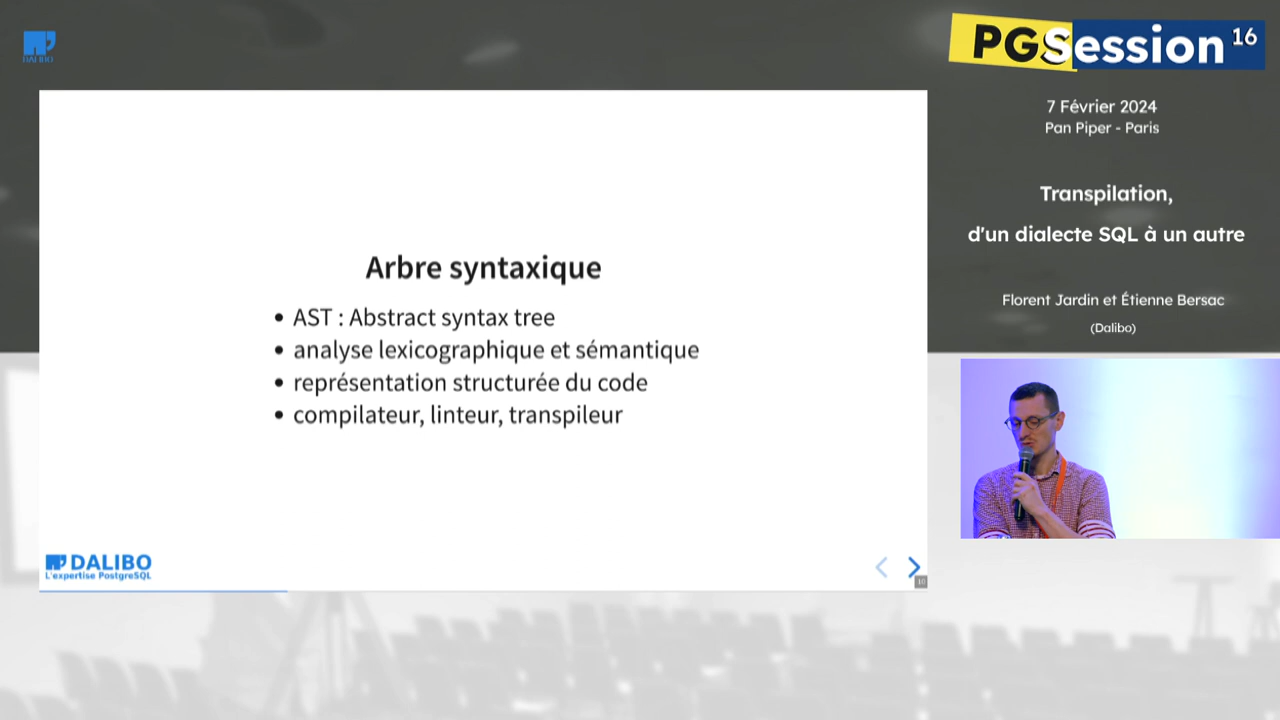 DALIBO
PGSession 16
7 Février 2024
Pan Piper - Paris
Transpilation,
d'un dialecte SQL à un autre
Florent Jardin et Étienne Bersac
(Dalibo)
Arbre syntaxique
• AST : Abstract syntax tree
• analyse lexicographique et sémantique
• représentation structurée du code
• compilateur, linteur, transpileur
DALIBO
L'expertise PostgreSQL